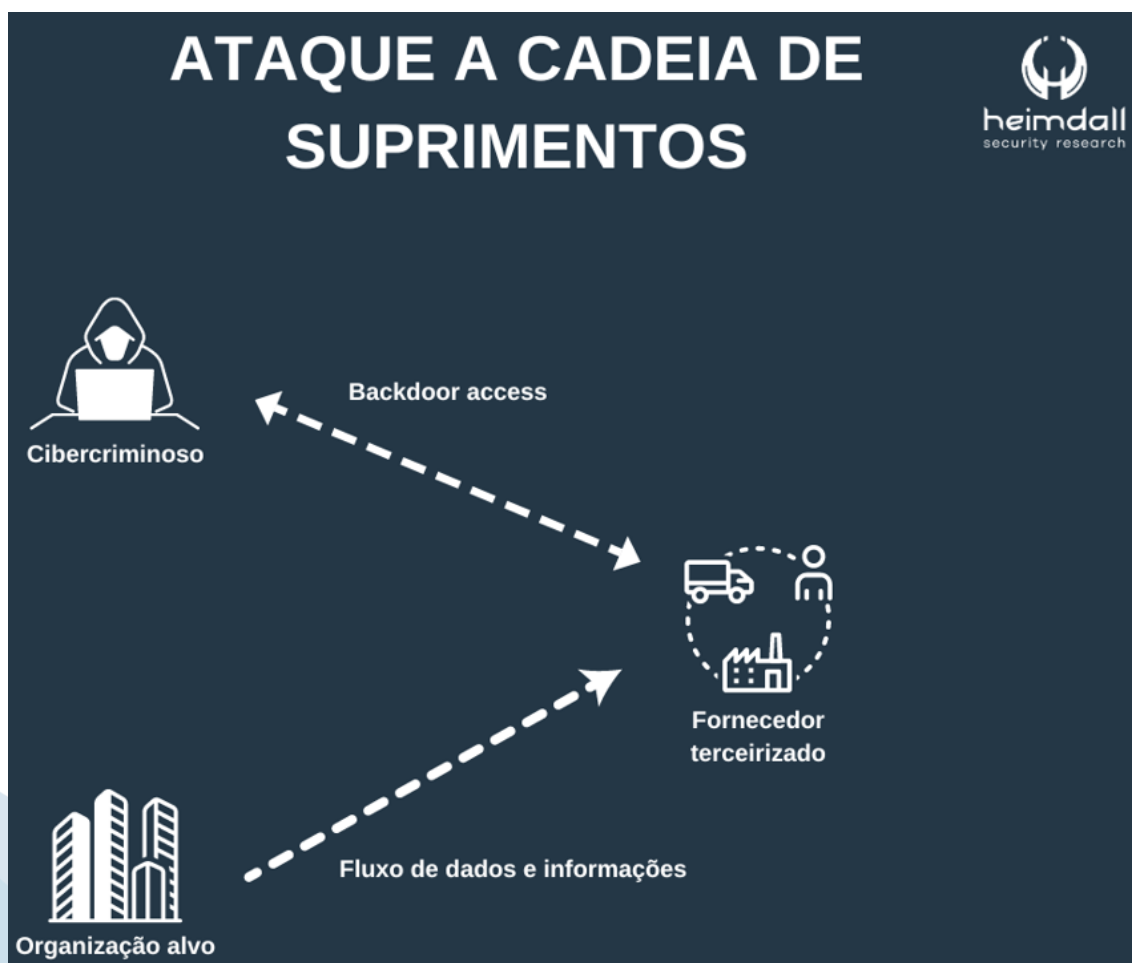 ATAQUE A CADEIA DE
SUPRIMENTOS
heimdall
security research
Backdoor access
Cibercriminoso
Fornecedor
terceirizado
Fluxo de dados e informações
Organização alvo